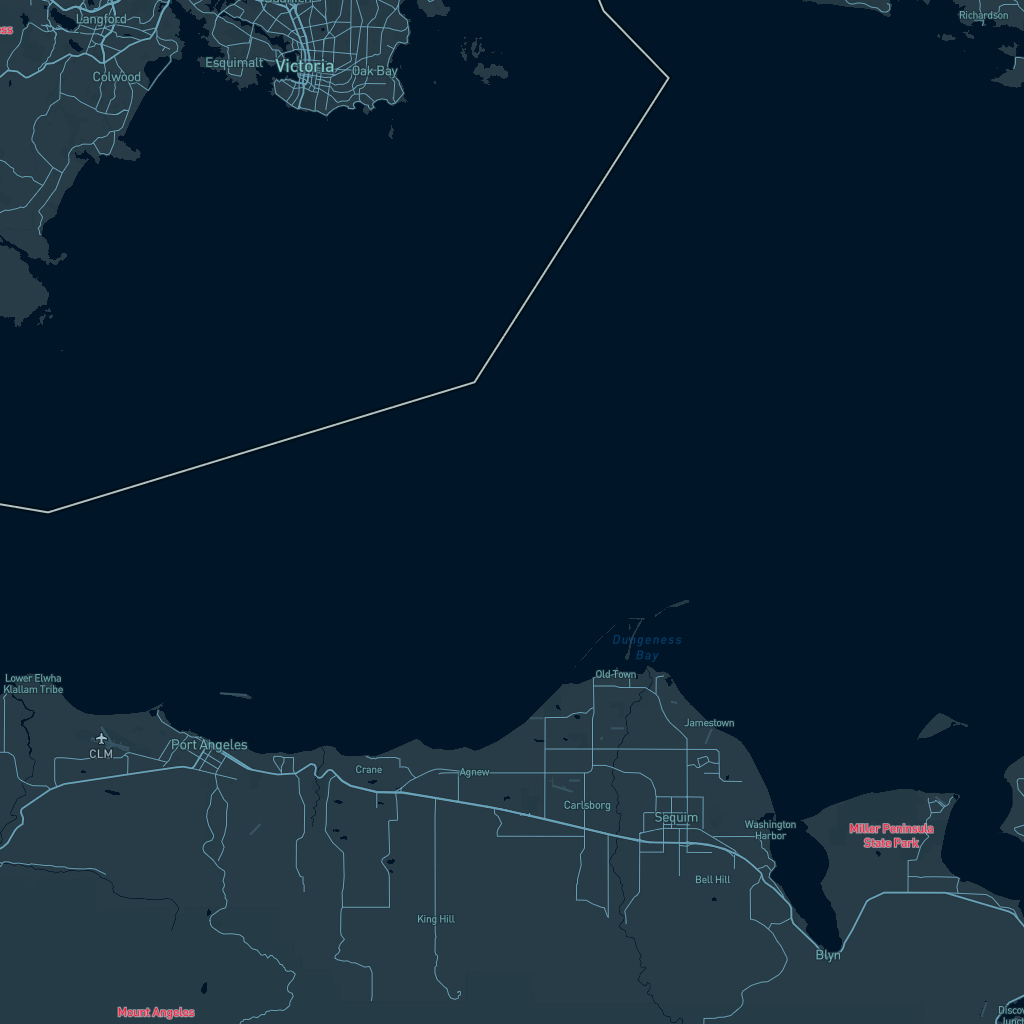 Langford
Richardson
Esquimalt
Victoria
Oak Bay
Colwood
Dungeness
Bay
Old Town
Lower Elwha
Klallam Tribe
Jamestown
CLM
Port Angeles
Crane
Agnew
Carlsborg
Sequim
Washington
Harbor
Miller Peninsula
State Park
Bell Hill
King Hill
Blyn
Mount Angeles